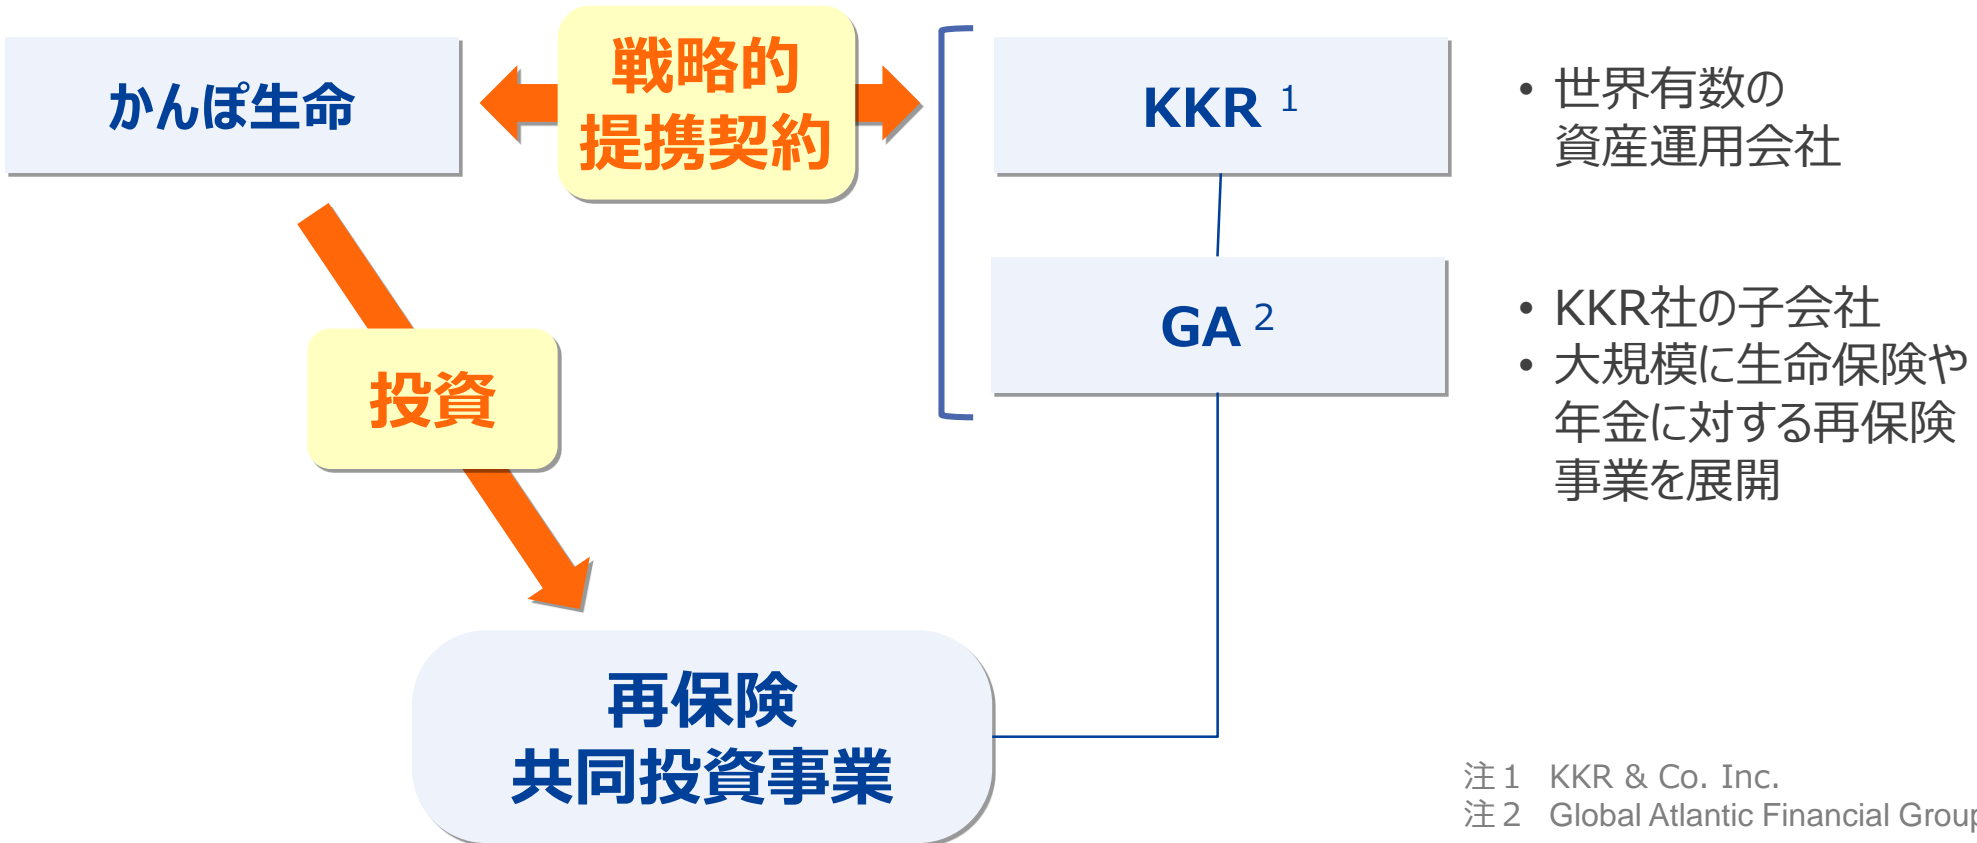 かんぽ生命
戦略的
提携契約
KKR 1
• 世界有数の
資産運用会社
GA 2
• KKR社の子会社
• 大規模に生命保険や
年金に対する再保険
事業を展開
投資
再保険
共同投資事業
注１ KKR & Co. Inc.
注２ Global Atlantic Financial Group